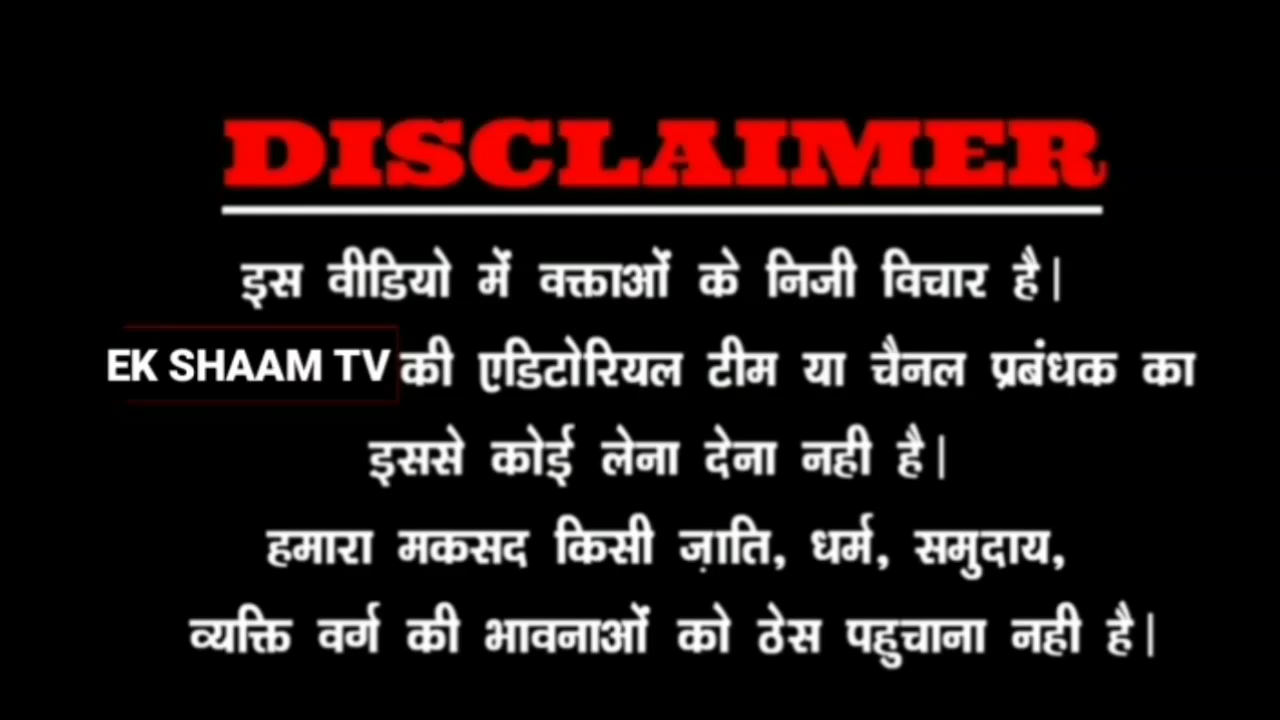 DISCLAIMER
इस वीडियो में वक्ताओं के निजी विचार है|
EK SHAAM TV की एडिटोरियल टीम या चैनल प्रबंधक का
इससे कोई लेना देना नही है|
हमारा मकसद किसी ज़ाति, धर्म, समुदाय,
व्यक्ति वर्ग की भावनाओं को ठेस पहुचाना नही है|